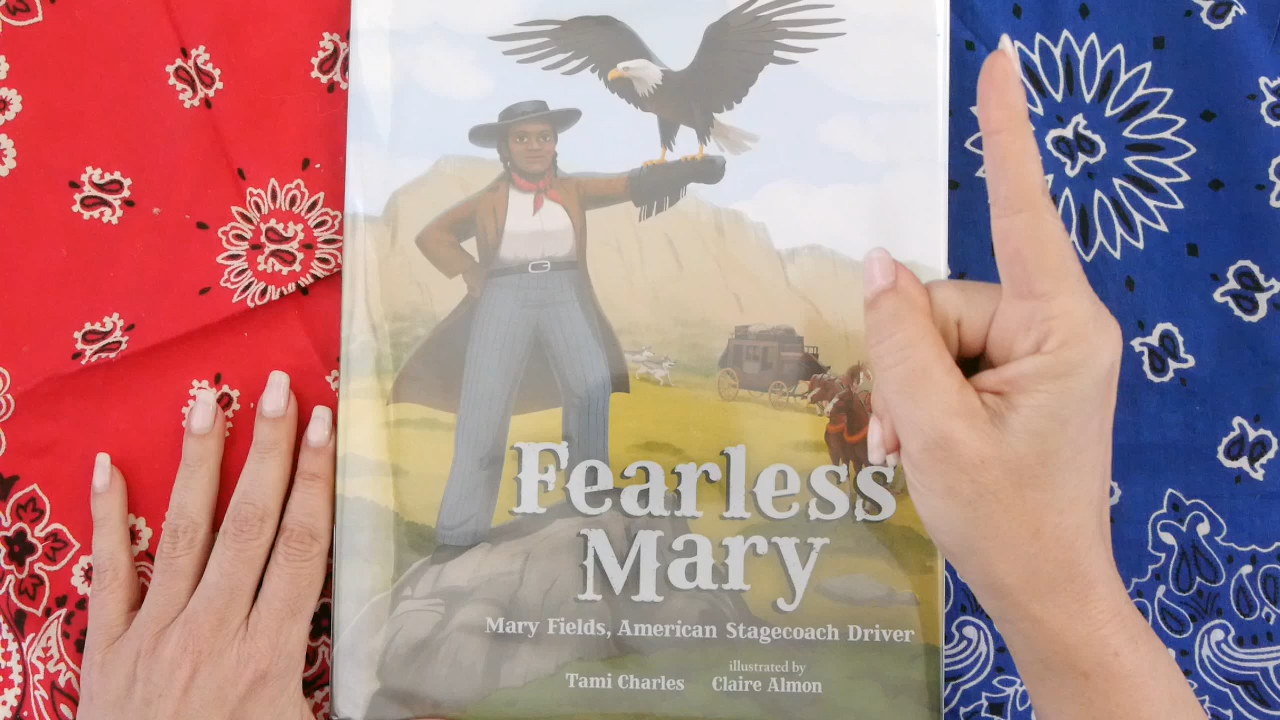 Fearless
Mary
Mary Fields, American Stagecoach Driver
illustrated by
Tami Charles Claire Almon